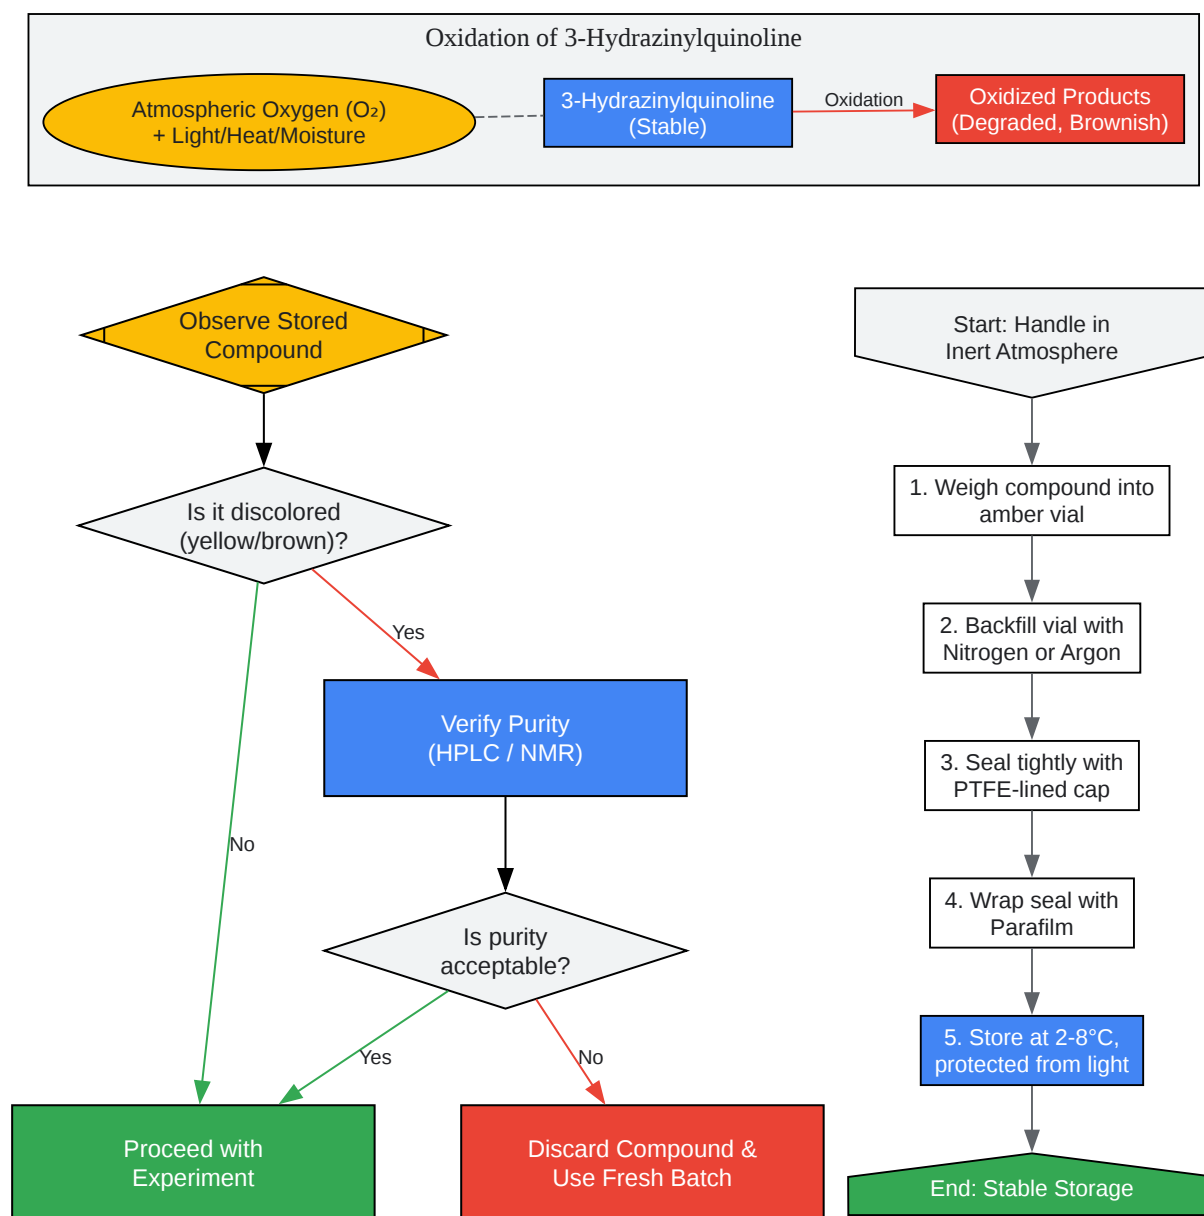 Oxidation of 3-Hydrazinylquinoline
Atmospheric Oxygen (O₂)
+ Light/Heat/Moisture
3-Hydrazinylquinoline
(Stable)
Oxidation
Oxidized Products
(Degraded, Brownish)
Observe Stored
Compound
Is it discolored
(yellow/brown)?
Yes
No
Verify Purity
(HPLC / NMR)
Is purity
acceptable?
Yes
No
Proceed with
Experiment
Discard Compound &
Use Fresh Batch
Start: Handle in
Inert Atmosphere
1. Weigh compound into
amber vial
2. Backfill vial with
Nitrogen or Argon
3. Seal tightly with
PTFE-lined cap
4. Wrap seal with
Parafilm
5. Store at 2-8°C,
protected from light
End: Stable Storage